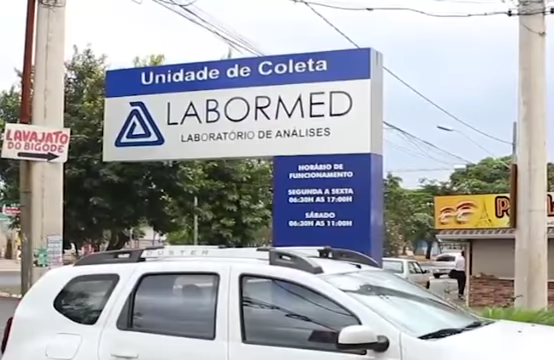 Unidade de Coleta
LABORMED
LABORATÓRIO DE ANÁLISES
HORÁRIO DE
FUNCIONAMENTO
SEGUNDA A SEXTA
06:30H AS 17:00H
SÁBADO
06:30H AS 11:00H
LAVAJATO
DO BIGODE
DUSTER